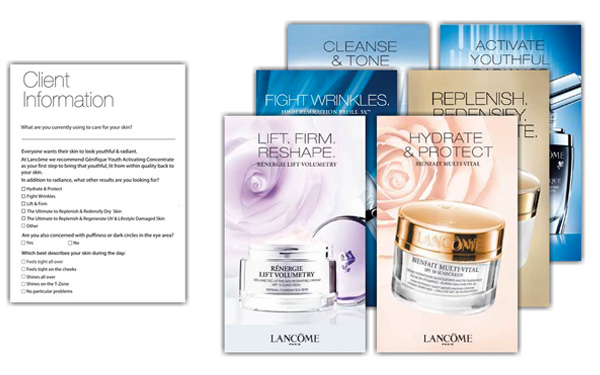 Client
Information
What are you currently using to care for your skin?
Everyone wants their skin to look youthful & radiant.
At Lancôme we recommend Génifique Youth Activating Concentrate
as your first step to bring that youthful, lit from within quality back to
your skin.
In addition to radiance, what other results are you looking for?
Hydrate & Protect
Fight Wrinkles
Lift & Firm
The Ultimate to Replenish & Redensify Dry Skin
The Ultimate to Replenish & Regenerate UV & Lifestyle Damaged Skin
Other
Are you also concerned with puffiness or dark circles in the eye area?
Yes No
Which best describes your skin during the day:
Feels tight all over
Feels tight on the cheeks
Shines all over
Shines on the T-Zone
No particular problems
CLEANSE
& TONE
ACTIVATE
YOUTHFUL
FIGHT WRINKLES.
REPLENISH.
REDENSIFY.
LIFT. FIRM.
RESHAPE.
RÉNERGIE LIFT VOLUMETRY
RÉNERGIE
LIFT VOLUMETRY
LANCÔME
PARIS
HYDRATE
& PROTECT
BIENFAIT MULTI-VITAL
LANCÔME
BIENFAIT MULTI-VITAL
SPF 30 SUNSCREEN
LANCÔME
PARIS